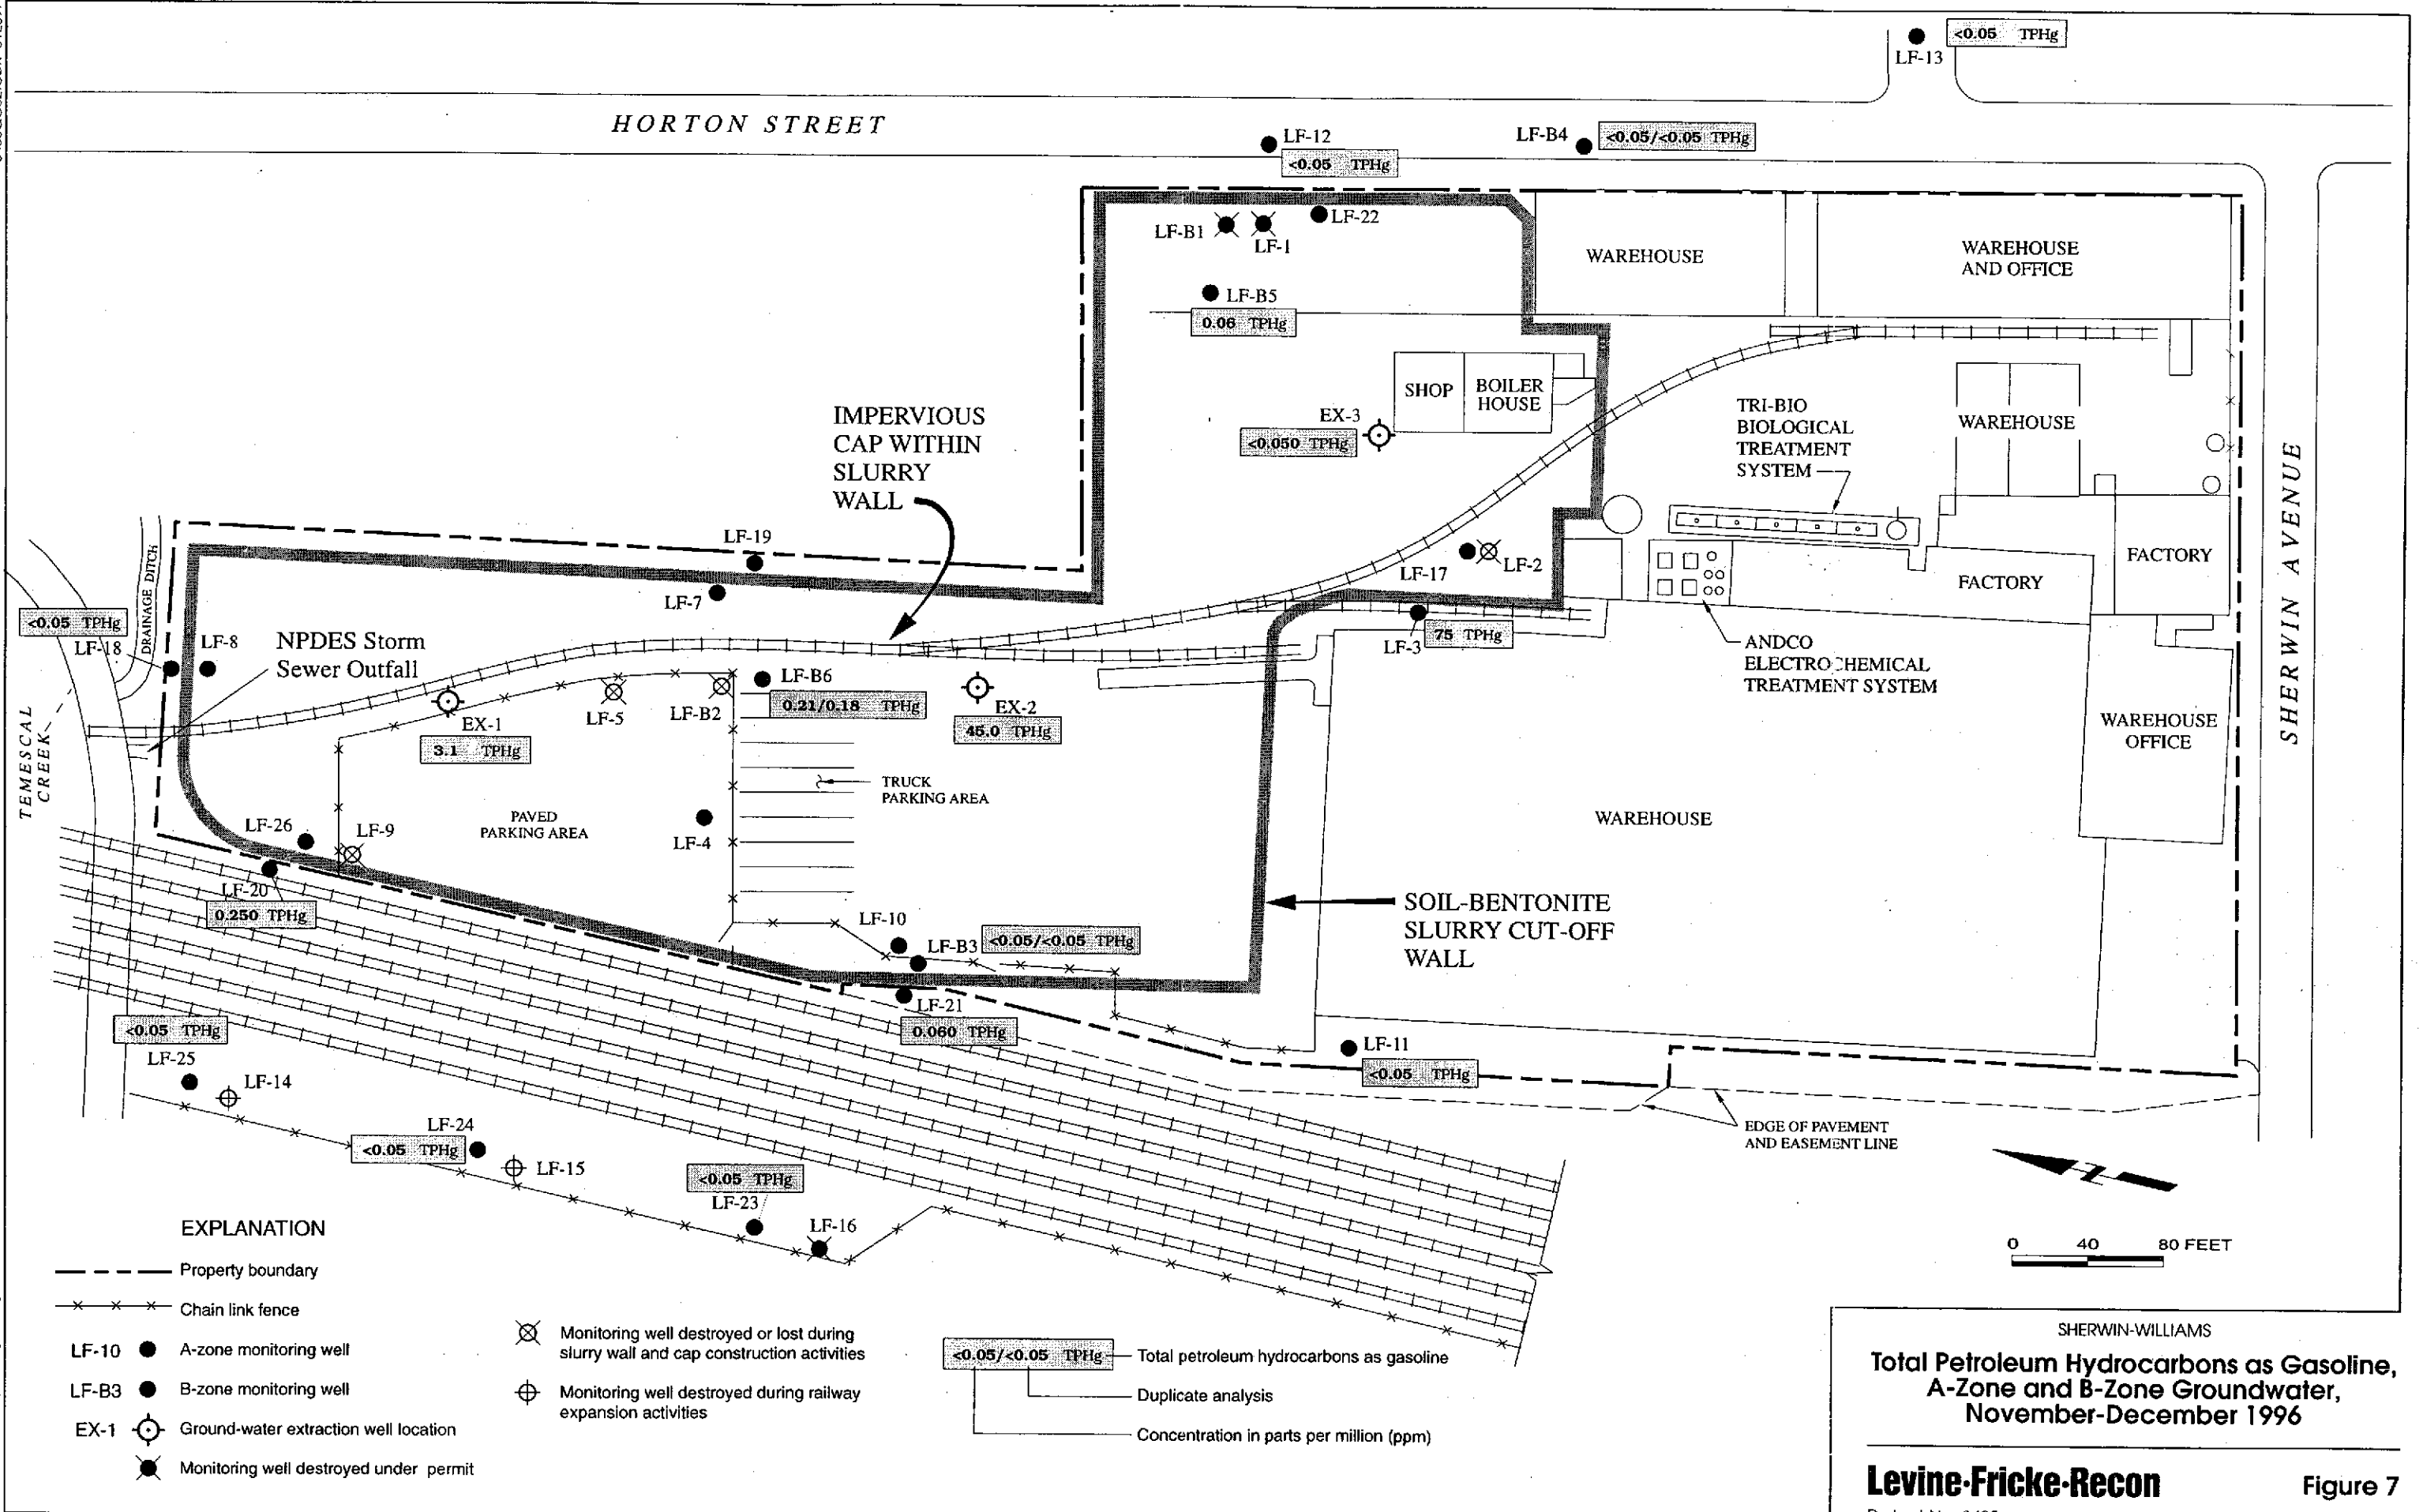 <0.05 TPHg
LF-13
HORTON STREET
LF-12
<0.05 TPHg
LF-B4
<0.05/<0.05 TPHg
LF-B1
LF-1
LF-22
WAREHOUSE
WAREHOUSE
AND OFFICE
LF-B5
0.06 TPHg
SHOP
BOILER
HOUSE
EX-3
<0.050 TPHg
IMPERVIOUS
CAP WITHIN
SLURRY
WALL
TRI-BIO
BIOLOGICAL
TREATMENT
SYSTEM
WAREHOUSE
SHERWIN AVENUE
LF-19
LF-7
LF-17
LF-2
FACTORY
FACTORY
DRAINAGE DITCH
<0.05 TPHg
LF-18
LF-8
NPDES Storm
Sewer Outfall
LF-3
75 TPHg
ANDCO
ELECTROCHEMICAL
TREATMENT SYSTEM
LF-B6
0.21/0.18 TPHg
EX-1
3.1 TPHg
LF-5
LF-B2
EX-2
45.0 TPHg
WAREHOUSE
OFFICE
TEMESCAL
CREEK
TRUCK
PARKING AREA
PAVED
PARKING AREA
LF-4
WAREHOUSE
LF-26
LF-9
LF-20
0.250 TPHg
SOIL-BENTONITE
SLURRY CUT-OFF
WALL
LF-10
LF-B3
<0.05/<0.05 TPHg
LF-21
0.060 TPHg
LF-11
<0.05 TPHg
<0.05 TPHg
LF-25
LF-14
LF-24
<0.05 TPHg
LF-15
<0.05 TPHg
LF-23
LF-16
EDGE OF PAVEMENT
AND EASEMENT LINE
Z
0 40 80 FEET
EXPLANATION
Property boundary
Chain link fence
LF-10 A-zone monitoring well
LF-B3 B-zone monitoring well
EX-1 Ground-water extraction well location
Monitoring well destroyed under permit
Monitoring well destroyed or lost during
slurry wall and cap construction activities
Monitoring well destroyed during railway
expansion activities
<0.05/<0.05 TPHg Total petroleum hydrocarbons as gasoline
Duplicate analysis
Concentration in parts per million (ppm)
SHERWIN-WILLIAMS
Total Petroleum Hydrocarbons as Gasoline,
A-Zone and B-Zone Groundwater,
November-December 1996
Levine·Fricke·Recon
Figure 7